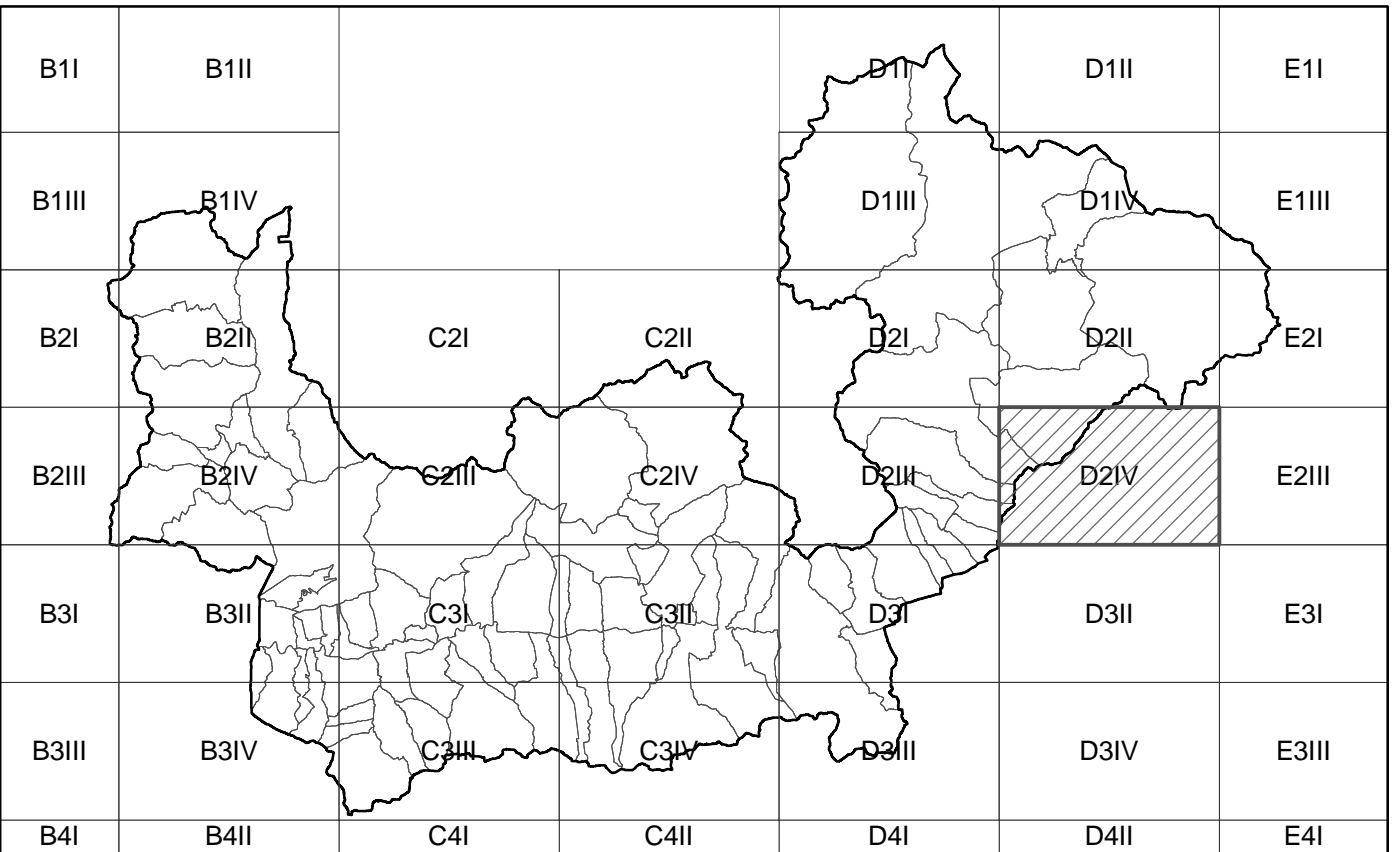 B1I B1II D1I D1II E1I
B1III B1IV D1III D1IV E1III
B2I B2II C2I C2II D2I D2II E2I
B2III B2IV C2III C2IV D2III D2IV E2III
B3I B3II C3I C3II D3I D3II E3I
B3III B3IV C3III C3IV D3III D3IV E3III
B4I B4II C4I C4II D4I D4II E4I